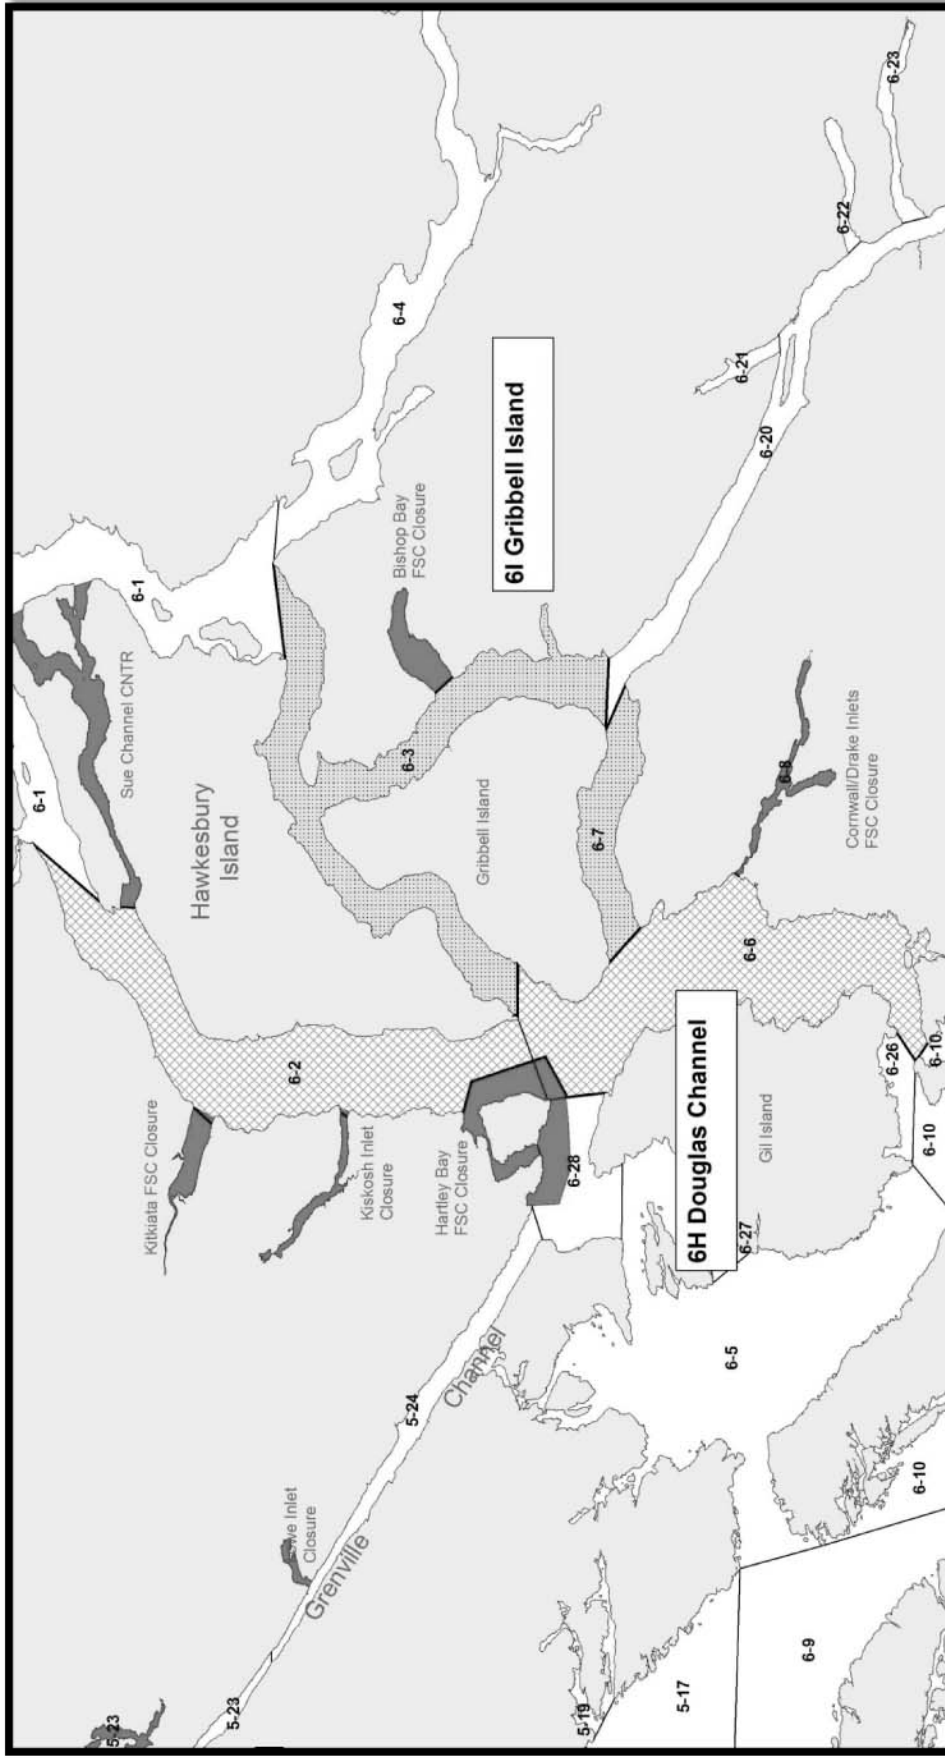 6-1
5-23
Sue Channel CNTR
6-1
Kitkiata FSC Closure
Hawkesbury
Island
5-23
Lowe Inlet
Closure
6-2
Kiskosh Inlet
Closure
Grenville
Channel
5-24
6-4
Bishop Bay
FSC Closure
6-3
Hartley Bay
FSC Closure
Gribbell Island
6I Gribbell Island
6-28
5-19
6-7
5-17
6H Douglas Channel
6-5
6-27
6-6
6-21
6-20
Gil Island
6-8
6-9
6-22
Cornwall/Drake Inlets
FSC Closure
6-26
6-23
6-10
6-10
6-10